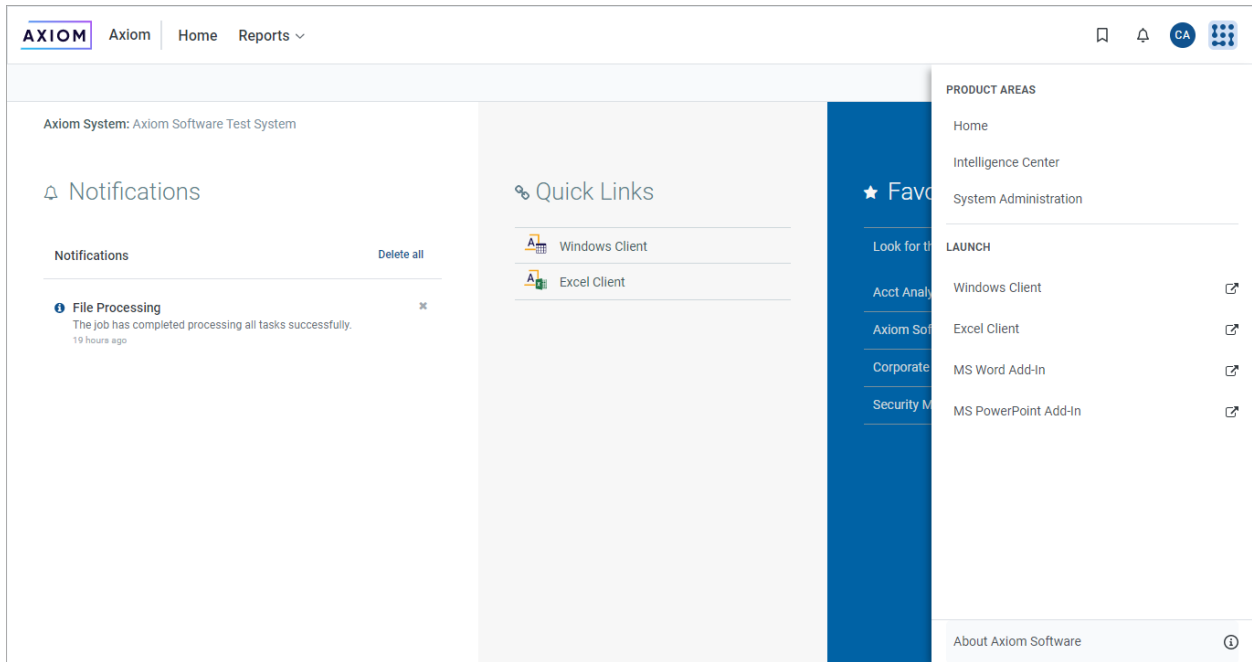 AXIOM Axiom Home Reports CA
Axiom System: Axiom Software Test System
Notifications
Notifications Delete all
File Processing
The job has completed processing all tasks successfully.
19 hours ago
Quick Links
Windows Client
Excel Client
Favo
Look for th
Acct Analy
Axiom Sof
Corporate
Security M
PRODUCT AREAS
Home
Intelligence Center
System Administration
LAUNCH
Windows Client
Excel Client
MS Word Add-In
MS PowerPoint Add-In
About Axiom Software